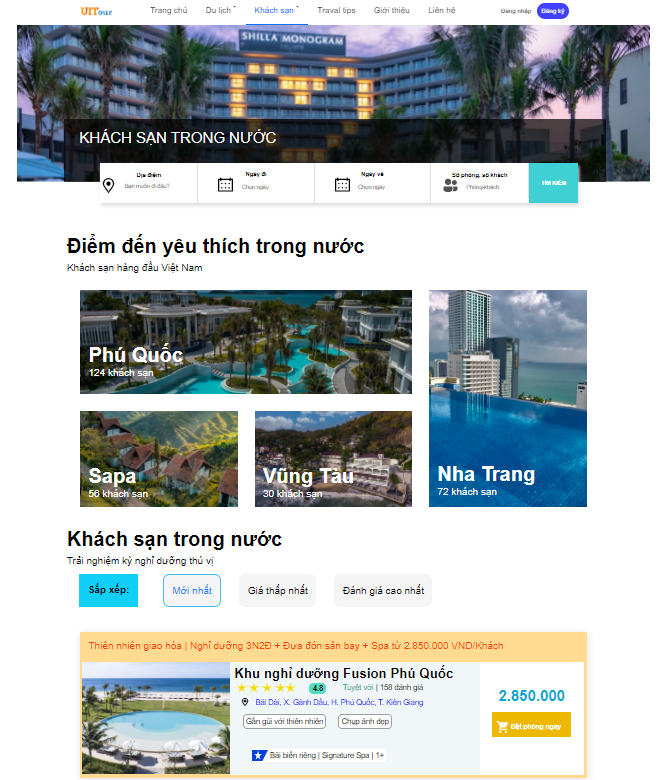 UITour
Trang chủ Du lịch Khách sạn Traval tips Giới thiệu Liên hệ Đăng nhập Đăng ký
SHILLA MONOGRAM
KHÁCH SẠN TRONG NƯỚC
Địa điểm Ngày đi Ngày về Số phòng, số khách
Bạn muốn đi đâu? Chọn ngày Chọn ngày Phòng-khách TÌM KIẾM
Điểm đến yêu thích trong nước
Khách sạn hàng đầu Việt Nam
Phú Quốc
124 khách sạn
Sapa
56 khách sạn
Vũng Tàu
30 khách sạn
Nha Trang
72 khách sạn
Khách sạn trong nước
Trải nghiệm kỳ nghỉ dưỡng thú vị
Sắp xếp: Mới nhất Giá thấp nhất Đánh giá cao nhất
Thiên nhiên giao hòa | Nghỉ dưỡng 3N2Đ + Đưa đón sân bay + Spa từ 2.850.000 VND/Khách
Khu nghỉ dưỡng Fusion Phú Quốc
4.8 Tuyệt vời | 158 đánh giá
Bãi Dài, X. Gành Dầu, H. Phú Quốc, T. Kiên Giang
Gần gũi với thiên nhiên Chụp ảnh đẹp
Bãi biển riêng | Signature Spa | 1+
2.850.000
Đặt phòng ngay